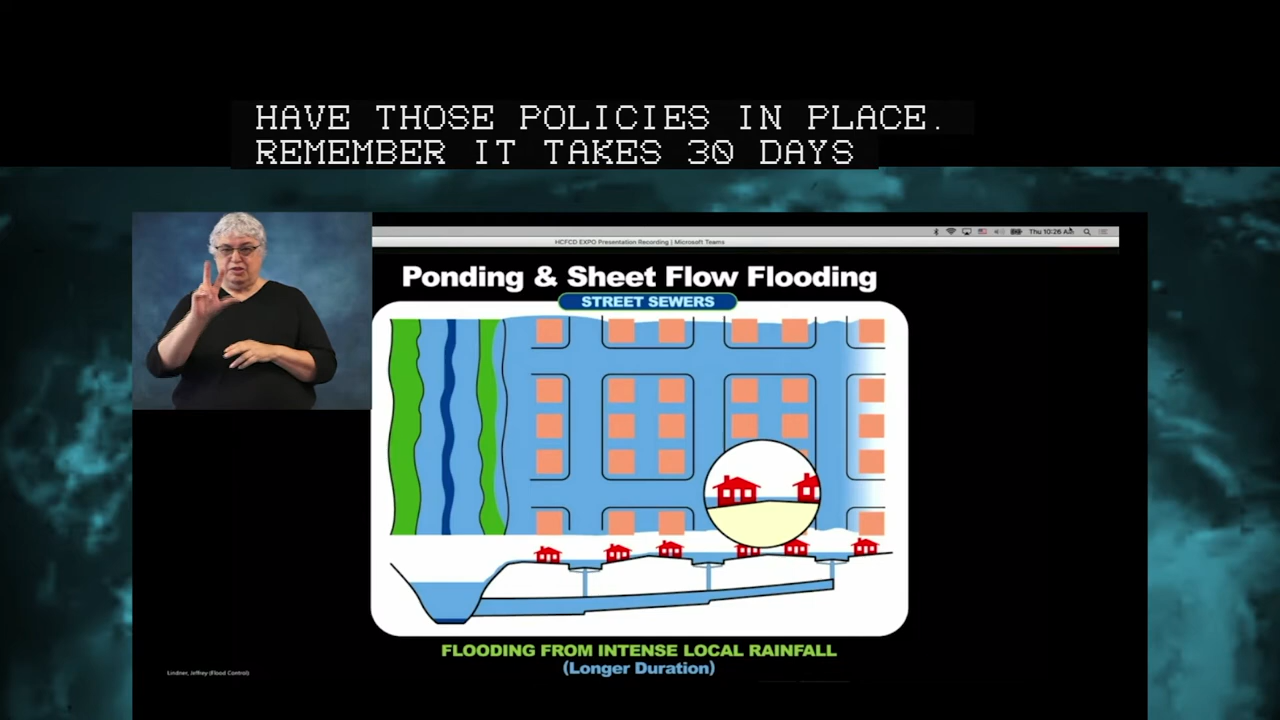 HAVE THOSE POLICIES IN PLACE.
REMEMBER IT TAKES 30 DAYS
Thu 10:26 AM
HCFCD EXPO Presentation Recording | Microsoft Teams
Ponding & Sheet Flow Flooding
STREET SEWERS
FLOODING FROM INTENSE LOCAL RAINFALL
(Longer Duration)
Lindner, Jeffrey (Flood Control)